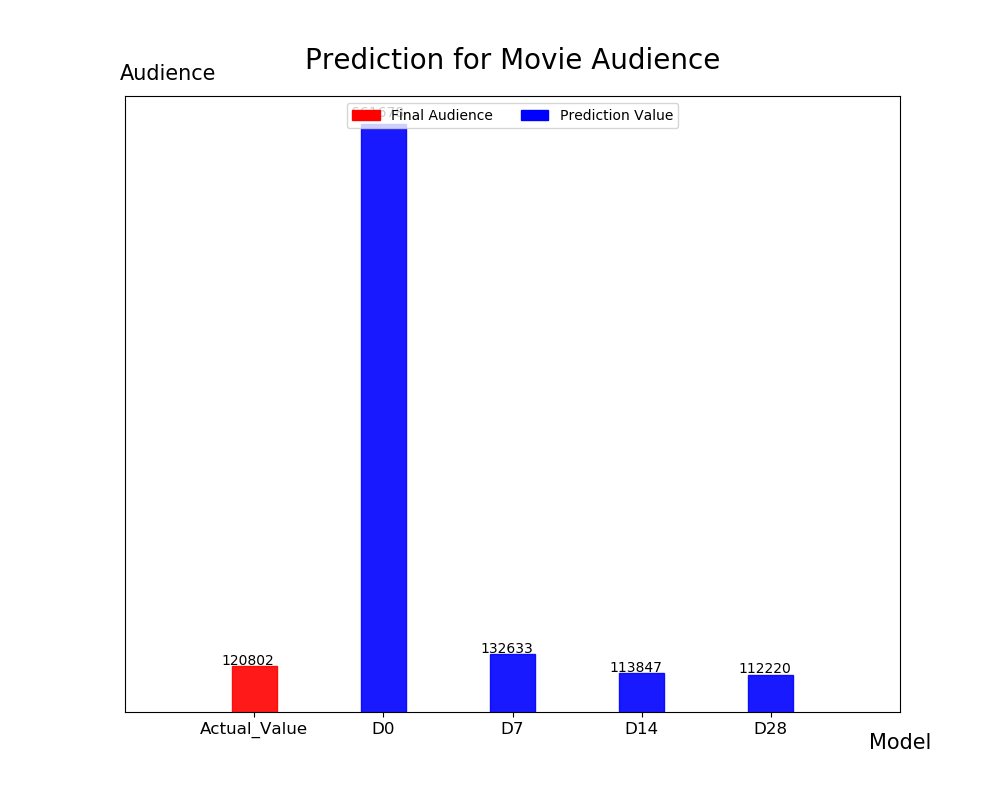 Prediction for Movie Audience
Audience
Final Audience Prediction Value
120802
132633
113847
112220
Actual_Value D0 D7 D14 D28
Model